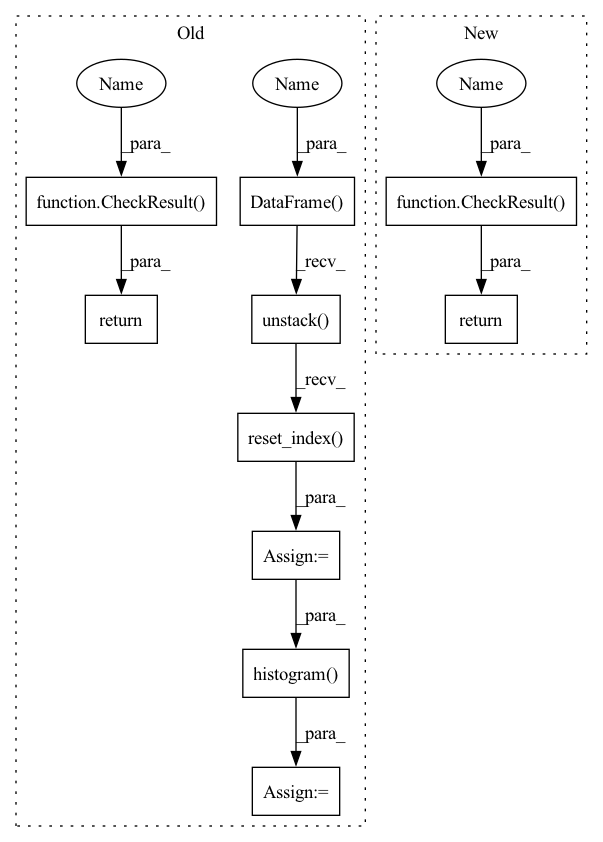 Old
New
Name
Name
Name
_para_
_para_
_para_
function.CheckResult()
DataFrame()
function.CheckResult()
_para_
_recv_
_para_
return
unstack()
return
_recv_
reset_index()
_para_
Assign:=
_para_
histogram()
_para_
Assign:=